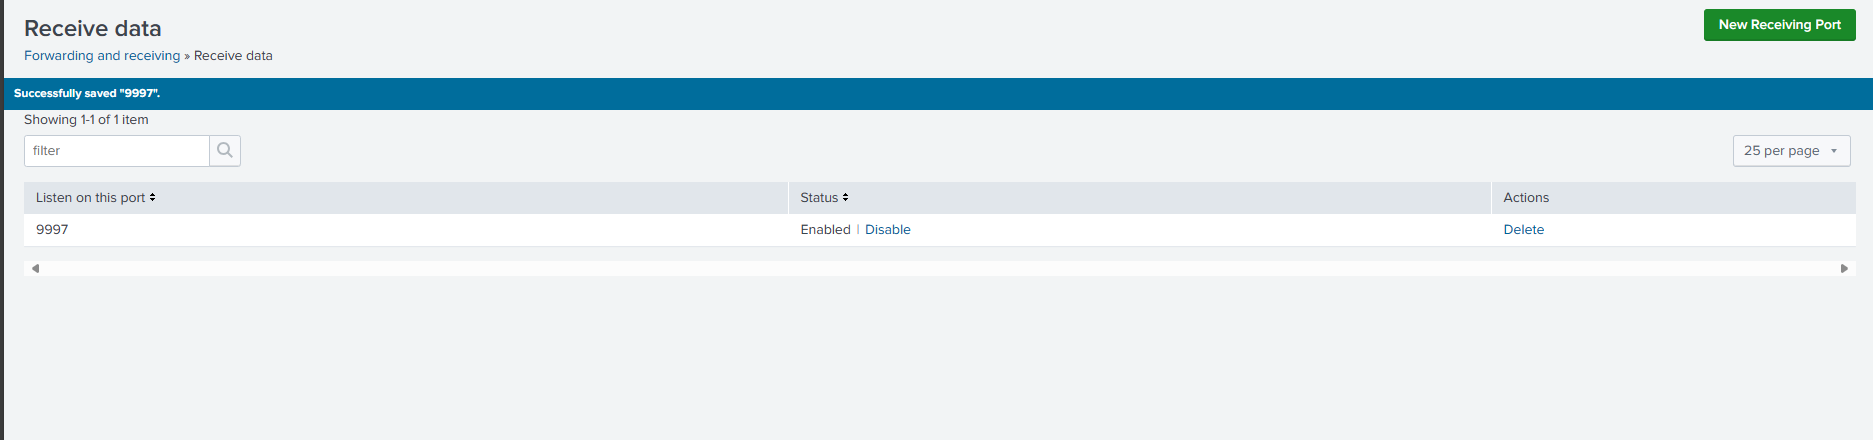 Receive data
New Receiving Port
Forwarding and receiving » Receive data
Successfully saved "9997".
Showing 1-1 of 1 item
filter
25 per page
Listen on this port Status Actions
9997 Enabled | Disable Delete